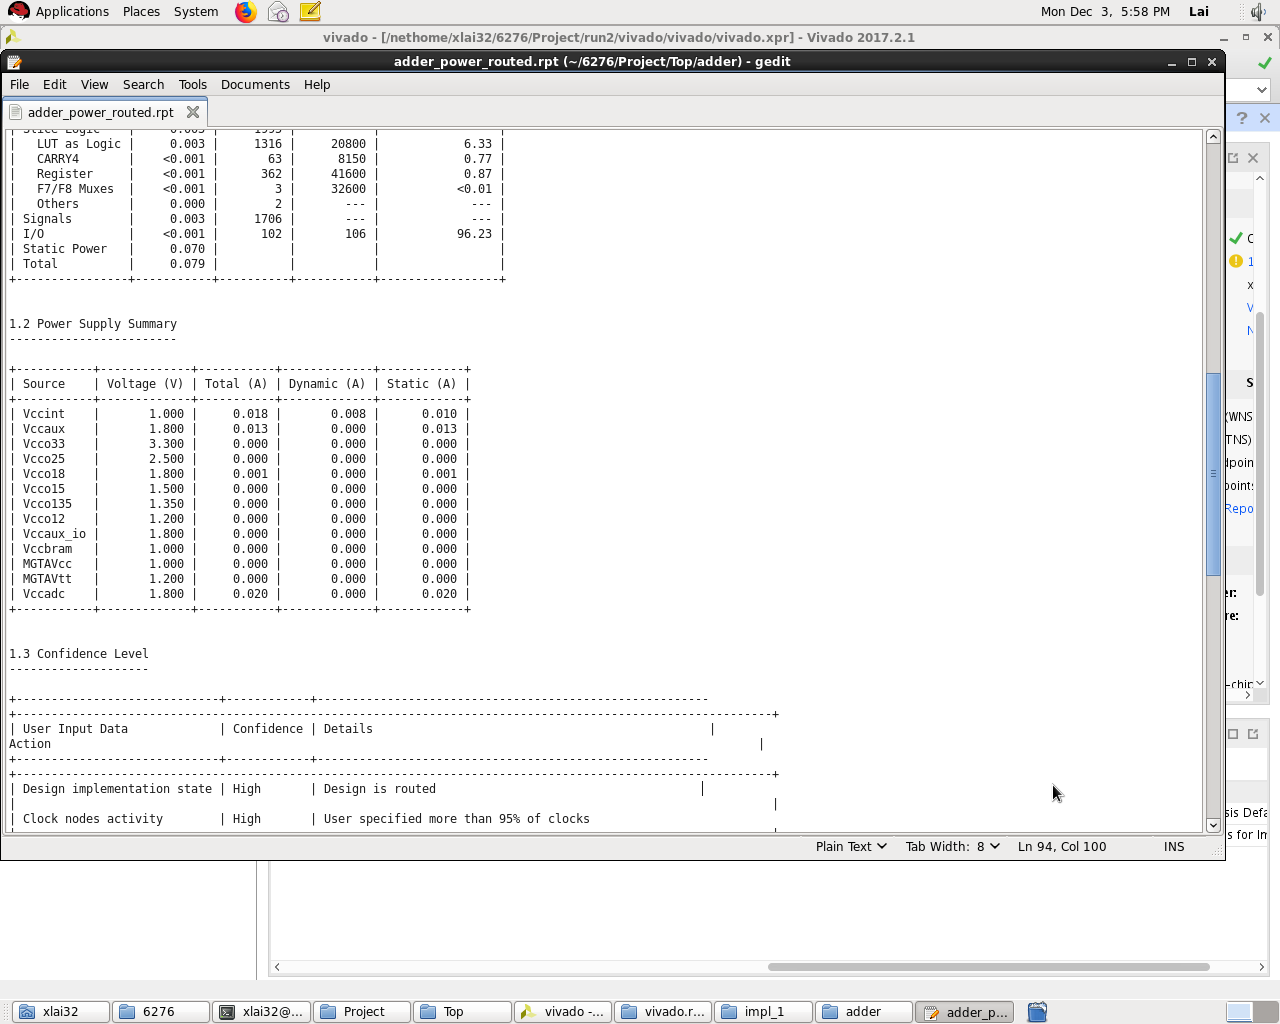 Applications Places System Mon Dec 3, 5:58 PM Lai
vivado - [/nethome/xlai32/6276/Project/run2/vivado/vivado/vivado.xpr] - Vivado 2017.2.1
adder_power_routed.rpt (~/6276/Project/Top/adder) - gedit
File Edit View Search Tools Documents Help
adder_power_routed.rpt
| LUT as Logic | 0.003 | 1316 | 20800 | 6.33 |
| CARRY4 | <0.001 | 63 | 8150 | 0.77 |
| Register | <0.001 | 362 | 41600 | 0.87 |
| F7/F8 Muxes | <0.001 | 3 | 32600 | <0.01 |
| Others | 0.000 | 2 | --- | --- |
| Signals | 0.003 | 1706 | --- | --- |
| I/O | <0.001 | 102 | 106 | 96.23 |
| Static Power | 0.070 | | | |
| Total | 0.079 | | | |
+----------------+-----------+----------+-----------+-----------------+
1.2 Power Supply Summary
------------------------
+-----------+-------------+-----------+-------------+------------+
| Source | Voltage (V) | Total (A) | Dynamic (A) | Static (A) |
+-----------+-------------+-----------+-------------+------------+
| Vccint | 1.000 | 0.018 | 0.008 | 0.010 |
| Vccaux | 1.800 | 0.013 | 0.000 | 0.013 |
| Vcco33 | 3.300 | 0.000 | 0.000 | 0.000 |
| Vcco25 | 2.500 | 0.000 | 0.000 | 0.000 |
| Vcco18 | 1.800 | 0.001 | 0.000 | 0.001 |
| Vcco15 | 1.500 | 0.000 | 0.000 | 0.000 |
| Vcco135 | 1.350 | 0.000 | 0.000 | 0.000 |
| Vcco12 | 1.200 | 0.000 | 0.000 | 0.000 |
| Vccaux_io | 1.800 | 0.000 | 0.000 | 0.000 |
| Vccbram | 1.000 | 0.000 | 0.000 | 0.000 |
| MGTAVcc | 1.000 | 0.000 | 0.000 | 0.000 |
| MGTAVtt | 1.200 | 0.000 | 0.000 | 0.000 |
| Vccadc | 1.800 | 0.020 | 0.000 | 0.020 |
+-----------+-------------+-----------+-------------+------------+
1.3 Confidence Level
--------------------
| User Input Data | Confidence | Details |
Action |
| Design implementation state | High | Design is routed |
| |
| Clock nodes activity | High | User specified more than 95% of clocks
Plain Text Tab Width: 8 Ln 94, Col 100 INS
S
(WNS
TNS)
Repo
xlai32 6276 xlai32@... Project Top vivado -... vivado.r... impl_1 adder adder_p...